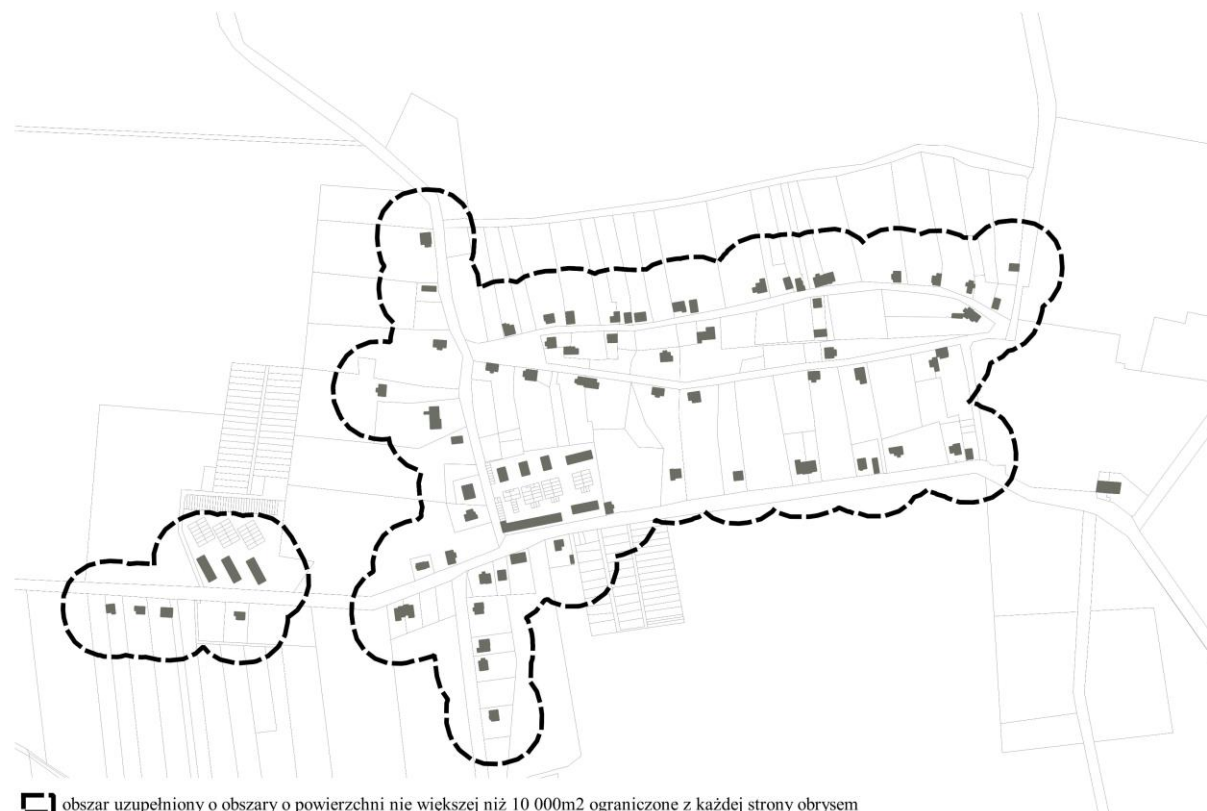 obszar uzupełniony o obszary o powierzchni nie większej niż 10 000m2 ograniczone z każdej strony obrysem